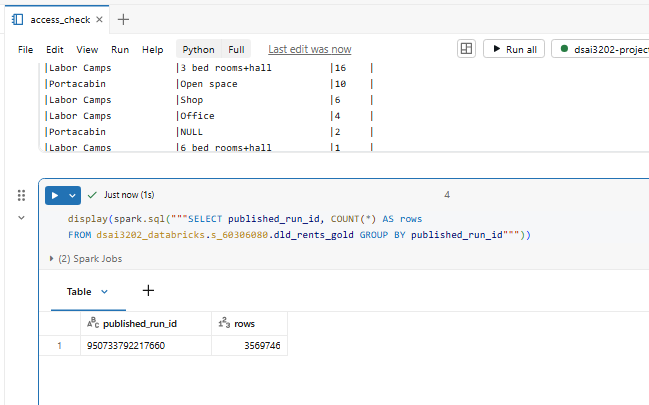 access_check
File Edit View Run Help Python Full Last edit was now Run all dsai3202-project
|Labor Camps |3 bed rooms+hall |16 |
|Portacabin |Open space |10 |
|Labor Camps |Shop |6 |
|Labor Camps |Office |4 |
|Portacabin |NULL |2 |
|Labor Camps |6 bed rooms+hall |1 |
Just now (1s) 4
display(spark.sql("""SELECT published_run_id, COUNT(*) AS rows
FROM dsai3202_databricks.s_60306080.dld_rents_gold GROUP BY published_run_id"""))
(2) Spark Jobs
Table
ABC published_run_id 123 rows
1 950733792217660 3569746